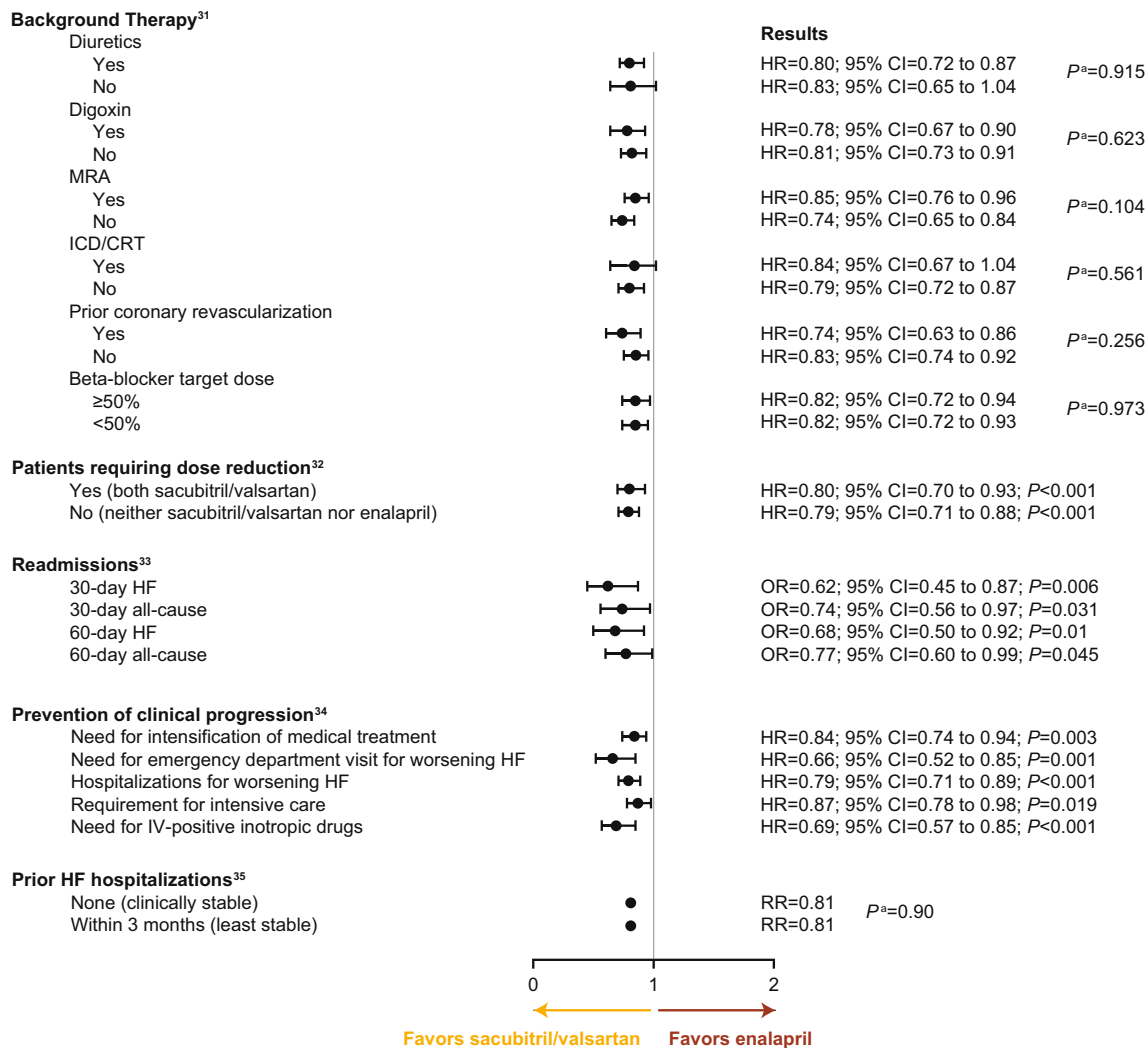 Background Therapy³¹
Results
Diuretics
Yes HR=0.80; 95% CI=0.72 to 0.87
No HR=0.83; 95% CI=0.65 to 1.04
Pᵃ=0.915
Digoxin
Yes HR=0.78; 95% CI=0.67 to 0.90
No HR=0.81; 95% CI=0.73 to 0.91
Pᵃ=0.623
MRA
Yes HR=0.85; 95% CI=0.76 to 0.96
No HR=0.74; 95% CI=0.65 to 0.84
Pᵃ=0.104
ICD/CRT
Yes HR=0.84; 95% CI=0.67 to 1.04
No HR=0.79; 95% CI=0.72 to 0.87
Pᵃ=0.561
Prior coronary revascularization
Yes HR=0.74; 95% CI=0.63 to 0.86
No HR=0.83; 95% CI=0.74 to 0.92
Pᵃ=0.256
Beta-blocker target dose
≥50% HR=0.82; 95% CI=0.72 to 0.94
<50% HR=0.82; 95% CI=0.72 to 0.93
Pᵃ=0.973
Patients requiring dose reduction³²
Yes (both sacubitril/valsartan) HR=0.80; 95% CI=0.70 to 0.93; P<0.001
No (neither sacubitril/valsartan nor enalapril) HR=0.79; 95% CI=0.71 to 0.88; P<0.001
Readmissions³³
30-day HF OR=0.62; 95% CI=0.45 to 0.87; P=0.006
30-day all-cause OR=0.74; 95% CI=0.56 to 0.97; P=0.031
60-day HF OR=0.68; 95% CI=0.50 to 0.92; P=0.01
60-day all-cause OR=0.77; 95% CI=0.60 to 0.99; P=0.045
Prevention of clinical progression³⁴
Need for intensification of medical treatment HR=0.84; 95% CI=0.74 to 0.94; P=0.003
Need for emergency department visit for worsening HF HR=0.66; 95% CI=0.52 to 0.85; P=0.001
Hospitalizations for worsening HF HR=0.79; 95% CI=0.71 to 0.89; P<0.001
Requirement for intensive care HR=0.87; 95% CI=0.78 to 0.98; P=0.019
Need for IV-positive inotropic drugs HR=0.69; 95% CI=0.57 to 0.85; P<0.001
Prior HF hospitalizations³⁵
None (clinically stable) RR=0.81
Within 3 months (least stable) RR=0.81
Pᵃ=0.90
0 1 2
Favors sacubitril/valsartan Favors enalapril